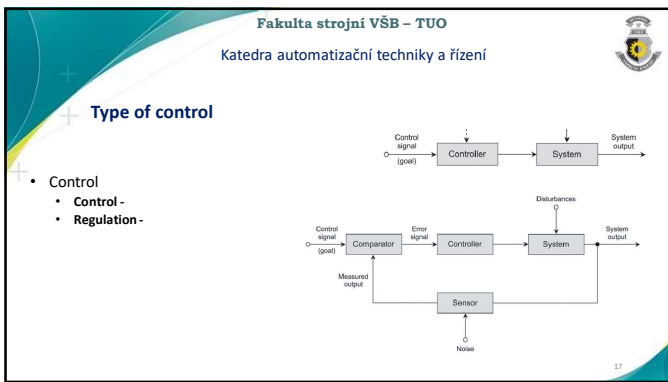 Fakulta strojní VŠB – TUO
Katedra automatizační techniky a řízení
Type of control
• Control
• Control -
• Regulation -
Control
signal
(goal)
Controller
System
System
output
Disturbances
Control
signal
(goal)
Comparator
Error
signal
Controller
System
System
output
Measured
output
Sensor
Noise
17